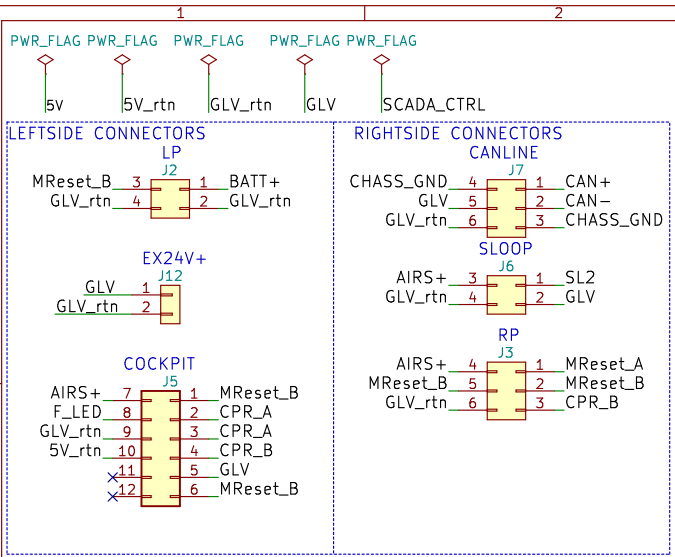 1 2
PWR_FLAG PWR_FLAG PWR_FLAG PWR_FLAG PWR_FLAG
5V 5V_rtn GLV_rtn GLV SCADA_CTRL
LEFTSIDE CONNECTORS
LP
J2
MReset_B 3 1 BATT+
GLV_rtn 4 2 GLV_rtn
EX24V+
J12
GLV 1
GLV_rtn 2
COCKPIT
J5
AIRS+ 7 1 MReset_B
F_LED 8 2 CPR_A
GLV_rtn 9 3 CPR_A
5V_rtn 10 4 CPR_B
11 5 GLV
12 6 MReset_B
RIGHTSIDE CONNECTORS
CANLINE
J7
CHASS_GND 4 1 CAN+
GLV 5 2 CAN-
GLV_rtn 6 3 CHASS_GND
SLOOP
J6
AIRS+ 3 1 SL2
GLV_rtn 4 2 GLV
RP
J3
AIRS+ 4 1 MReset_A
MReset_B 5 2 MReset_B
GLV_rtn 6 3 CPR_B